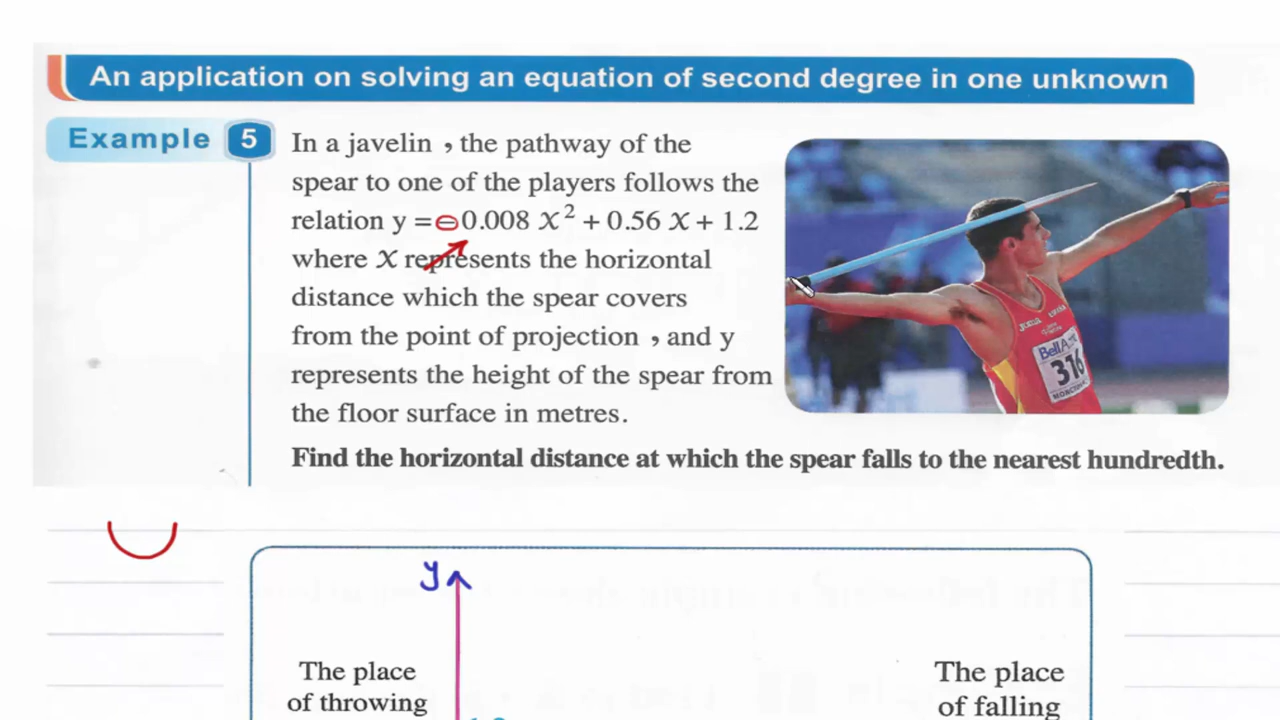 An application on solving an equation of second degree in one unknown
Example 5
In a javelin , the pathway of the
spear to one of the players follows the
relation y = – 0.008 x² + 0.56 x + 1.2
where x represents the horizontal
distance which the spear covers
from the point of projection , and y
represents the height of the spear from
the floor surface in metres.
Find the horizontal distance at which the spear falls to the nearest hundredth.
316
y
The place
of throwing
The place
of falling